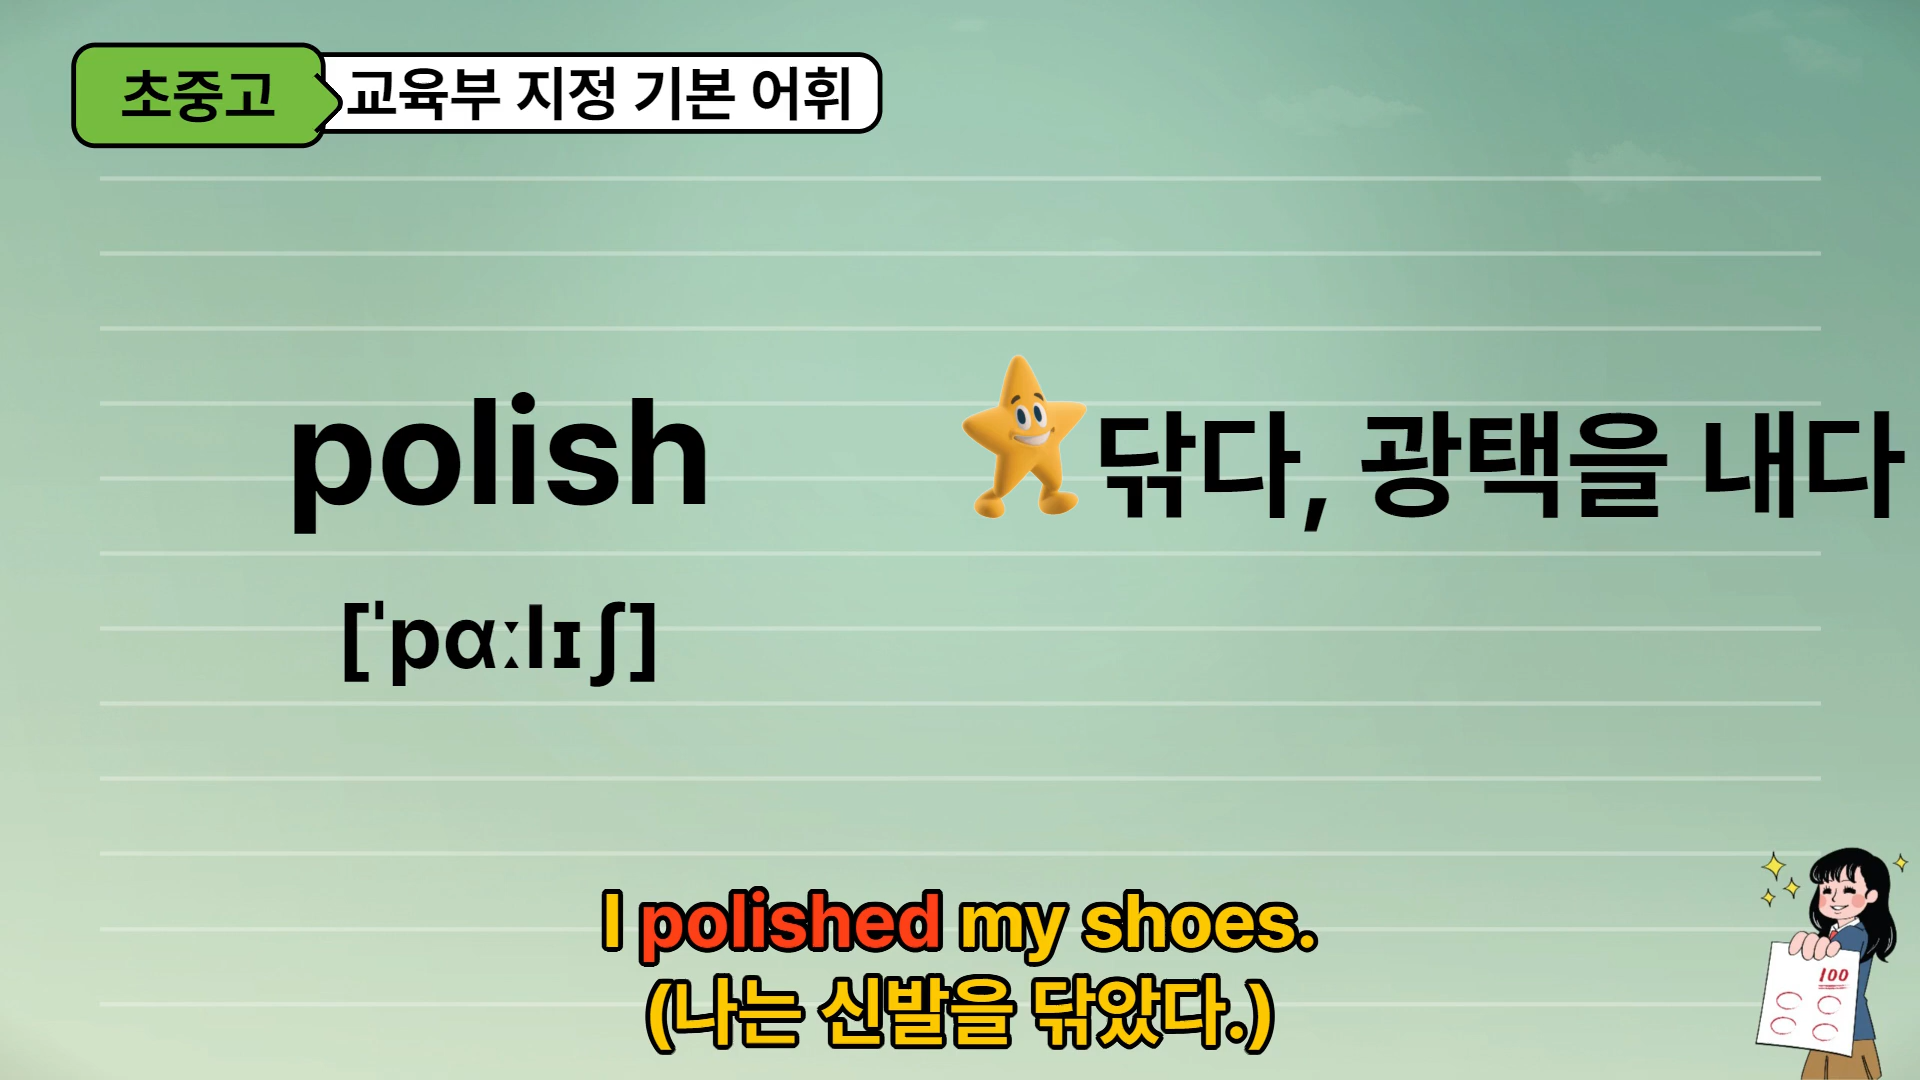 초중고 교육부 지정 기본 어휘
polish
닦다, 광택을 내다
[ˈpɑːlɪʃ]
I polished my shoes.
(나는 신발을 닦았다.)
100